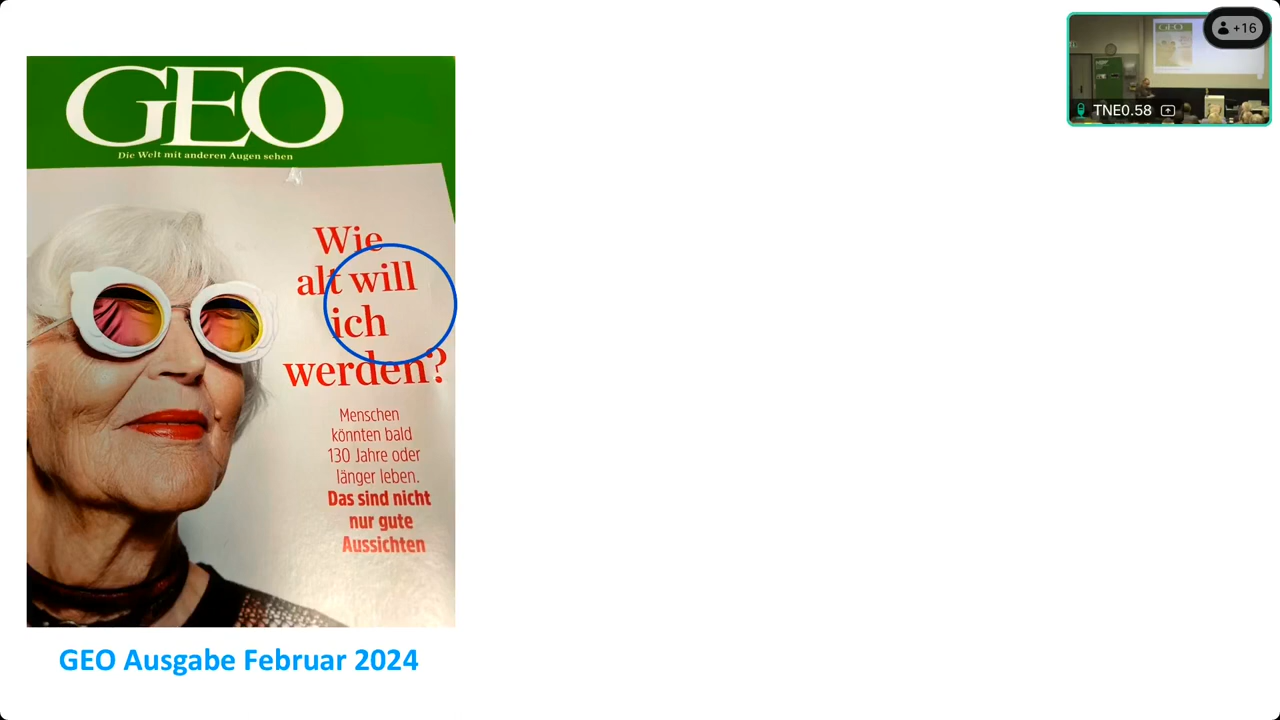 GEO
Die Welt mit anderen Augen sehen
Wie
alt will
ich
werden?
Menschen
könnten bald
130 Jahre oder
länger leben.
Das sind nicht
nur gute
Aussichten
GEO Ausgabe Februar 2024
+16
GEO
TNE0.58